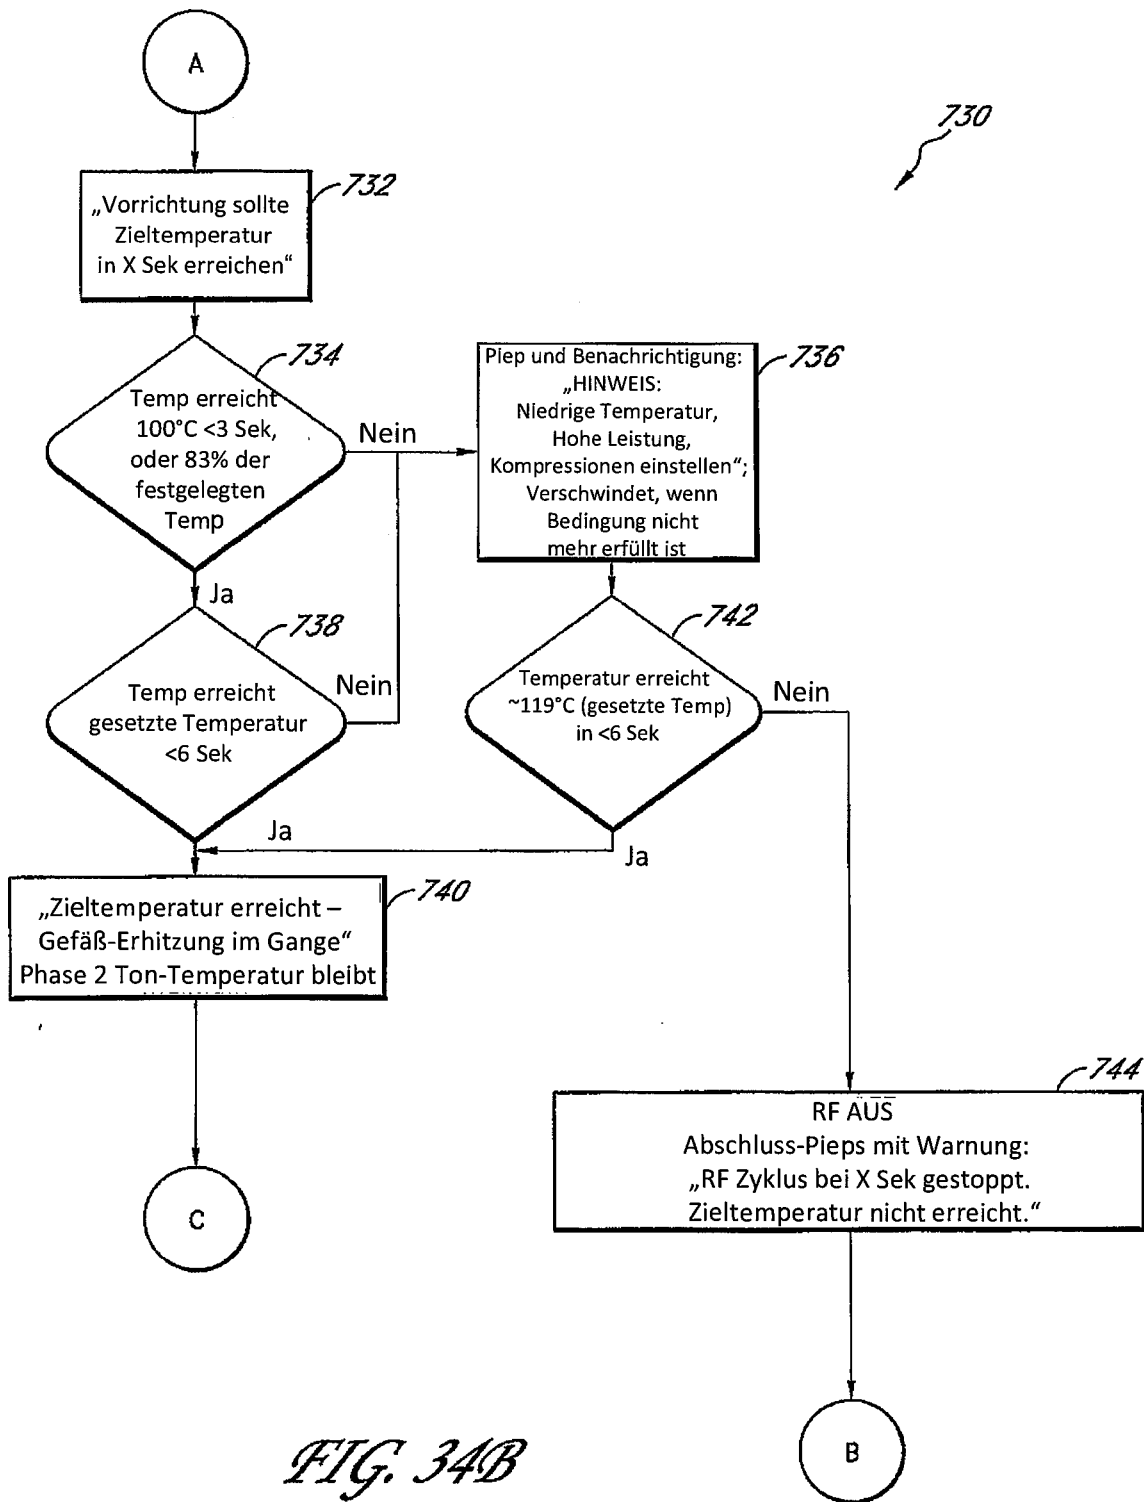 A
730
732
„Vorrichtung sollte
Zieltemperatur
in X Sek erreichen“
734
Temp erreicht
100°C <3 Sek,
oder 83% der
festgelegten
Temp
Nein
Ja
736
Piep und Benachrichtigung:
„HINWEIS:
Niedrige Temperatur,
Hohe Leistung,
Kompressionen einstellen“;
Verschwindet, wenn
Bedingung nicht
mehr erfüllt ist
738
Temp erreicht
gesetzte Temperatur
<6 Sek
Nein
Ja
742
Temperatur erreicht
~119°C (gesetzte Temp)
in <6 Sek
Nein
Ja
740
„Zieltemperatur erreicht –
Gefäß-Erhitzung im Gange“
Phase 2 Ton-Temperatur bleibt
C
744
RF AUS
Abschluss-Pieps mit Warnung:
„RF Zyklus bei X Sek gestoppt.
Zieltemperatur nicht erreicht.“
B
FIG. 34B